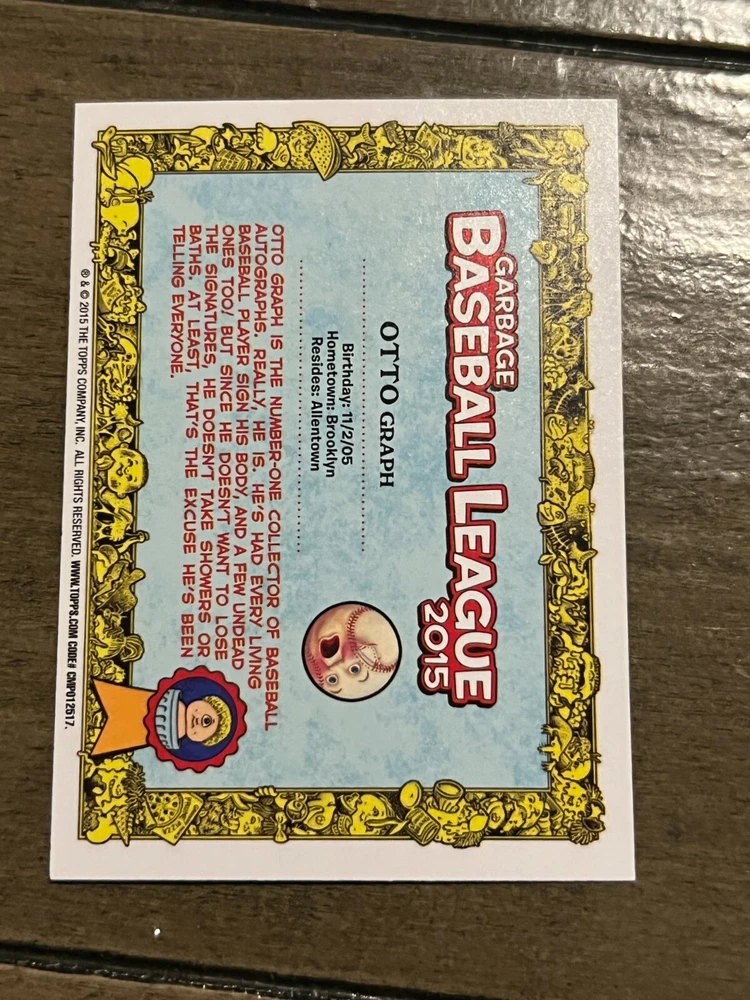 GARBAGE
BASEBALL LEAGUE
2015
OTTO GRAPH
Birthday: 11/2/05
Hometown: Brooklyn
Resides: Allentown
OTTO GRAPH IS THE NUMBER-ONE COLLECTOR OF BASEBALL
AUTOGRAPHS. REALLY, HE IS. HE'S HAD EVERY LIVING
BASEBALL PLAYER SIGN HIS BODY, AND A FEW UNDEAD
ONES TOO! BUT SINCE HE DOESN'T WANT TO LOSE
THE SIGNATURES, HE DOESN'T TAKE SHOWERS OR
BATHS. AT LEAST, THAT'S THE EXCUSE HE'S BEEN
TELLING EVERYONE.
® & © 2015 THE TOPPS COMPANY, INC. ALL RIGHTS RESERVED. WWW.TOPPS.COM CODE# CMP012517.